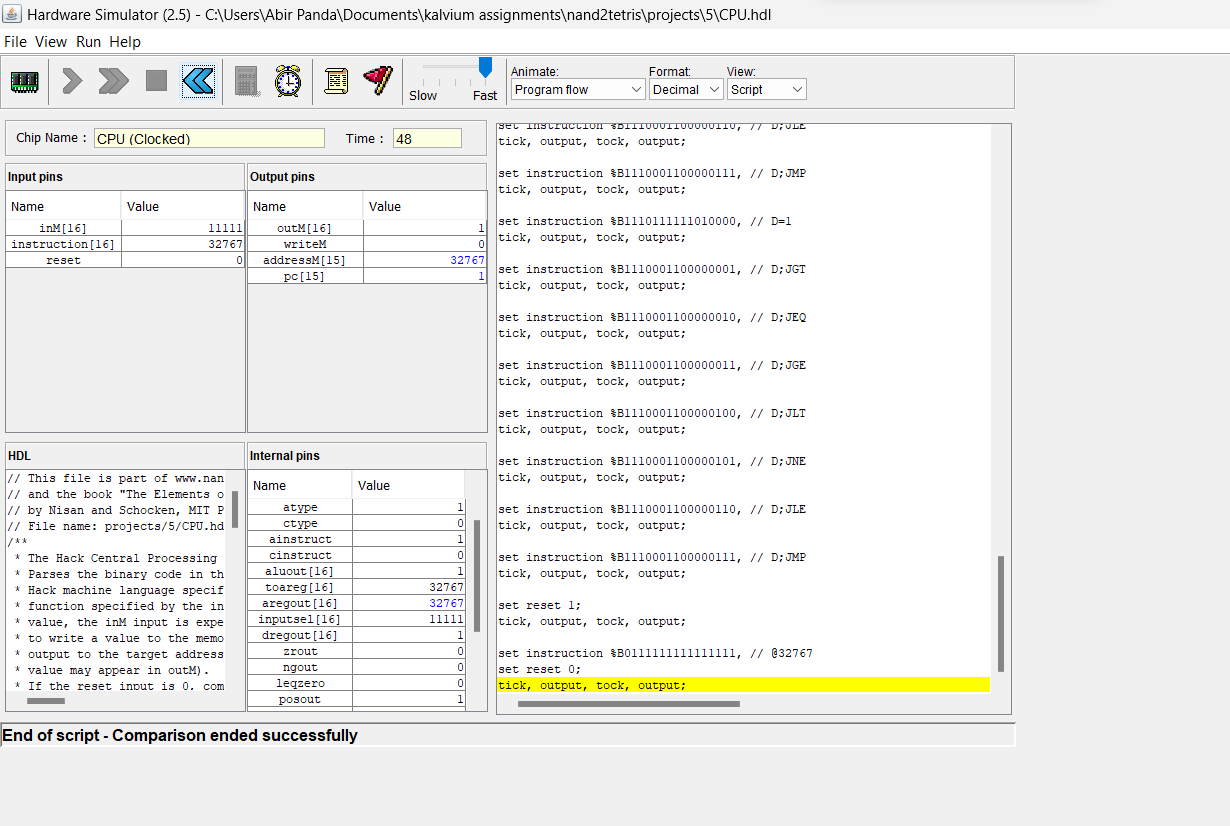 Hardware Simulator (2.5) - C:\Users\Abir Panda\Documents\kalvium assignments\nand2tetris\projects\5\CPU.hdl
File View Run Help
Slow Fast
Animate: Format: View:
Program flow Decimal Script
Chip Name : CPU (Clocked) Time : 48
Input pins
Name Value
inM[16] 11111
instruction[16] 32767
reset 0
Output pins
Name Value
outM[16] 1
writeM 0
addressM[15] 32767
pc[15] 1
HDL
// This file is part of www.nan
// and the book "The Elements o
// by Nisan and Schocken, MIT P
// File name: projects/5/CPU.hd
/**
* The Hack Central Processing
* Parses the binary code in th
* Hack machine language specif
* function specified by the in
* value, the inM input is expe
* to write a value to the memo
* output to the target address
* value may appear in outM).
* If the reset input is 0, com
Internal pins
Name Value
atype 1
ctype 0
ainstruct 1
cinstruct 0
aluout[16] 1
toareg[16] 32767
aregout[16] 32767
inputsel[16] 11111
dregout[16] 1
zrout 0
ngout 0
leqzero 0
posout 1
set instruction %B1110001100000110, // D;JLE
tick, output, tock, output;
set instruction %B1110001100000111, // D;JMP
tick, output, tock, output;
set instruction %B1110111111010000, // D=1
tick, output, tock, output;
set instruction %B1110001100000001, // D;JGT
tick, output, tock, output;
set instruction %B1110001100000010, // D;JEQ
tick, output, tock, output;
set instruction %B1110001100000011, // D;JGE
tick, output, tock, output;
set instruction %B1110001100000100, // D;JLT
tick, output, tock, output;
set instruction %B1110001100000101, // D;JNE
tick, output, tock, output;
set instruction %B1110001100000110, // D;JLE
tick, output, tock, output;
set instruction %B1110001100000111, // D;JMP
tick, output, tock, output;
set reset 1;
tick, output, tock, output;
set instruction %B0111111111111111, // @32767
set reset 0;
tick, output, tock, output;
End of script - Comparison ended successfully